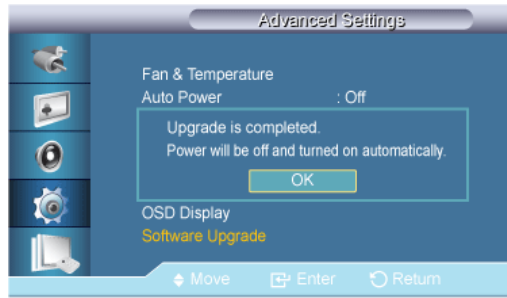 Advanced Settings
Fan & Temperature
Auto Power : Off
Upgrade is completed.
Power will be off and turned on automatically.
OK
OSD Display
Software Upgrade
Move Enter Return